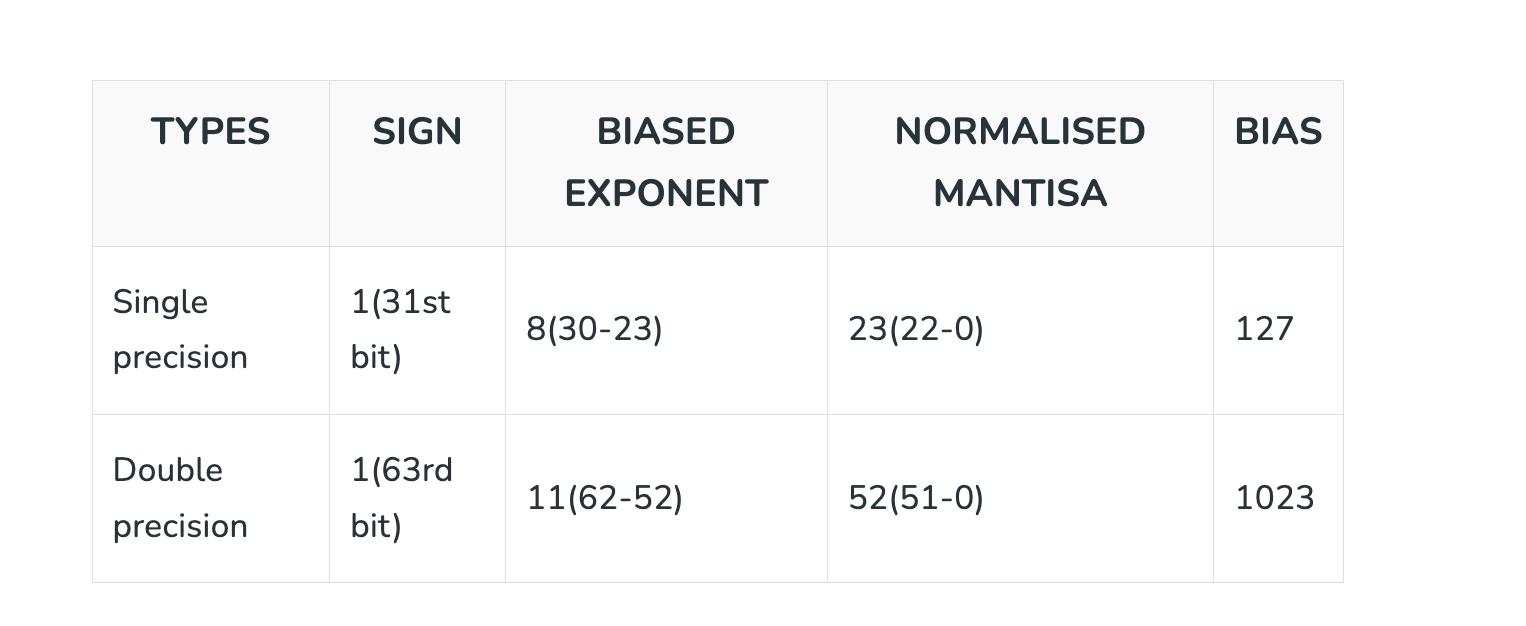 TYPES
SIGN
BIASED
EXPONENT
NORMALISED
MANTISA
BIAS
Single
precision
1(31st
bit)
8(30-23)
23(22-0)
127
Double
precision
1(63rd
bit)
11(62-52)
52(51-0)
1023